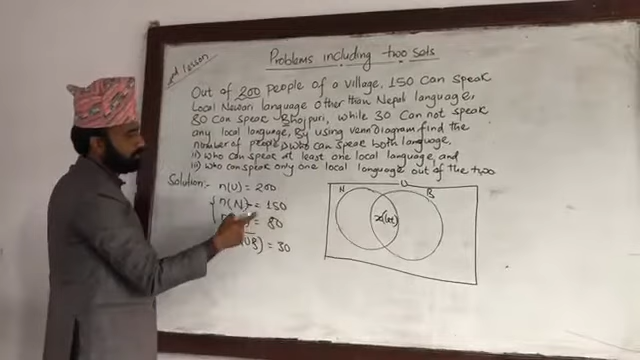 2nd lesson
Problems including two sets
Out of 200 people of a village, 150 can speak
Local Newari language other than Nepal language,
80 can speak Bhojpuri, while 30 can not speak
any local language, By using venn diagram find the
number of people i) who can speak both language,
ii) who can speak at least one local language, and
iii) who can speak only one local language out of the two
Solution:- n(U) = 200
n(N) = 150
= 80
= 30
U
N B
x(let)